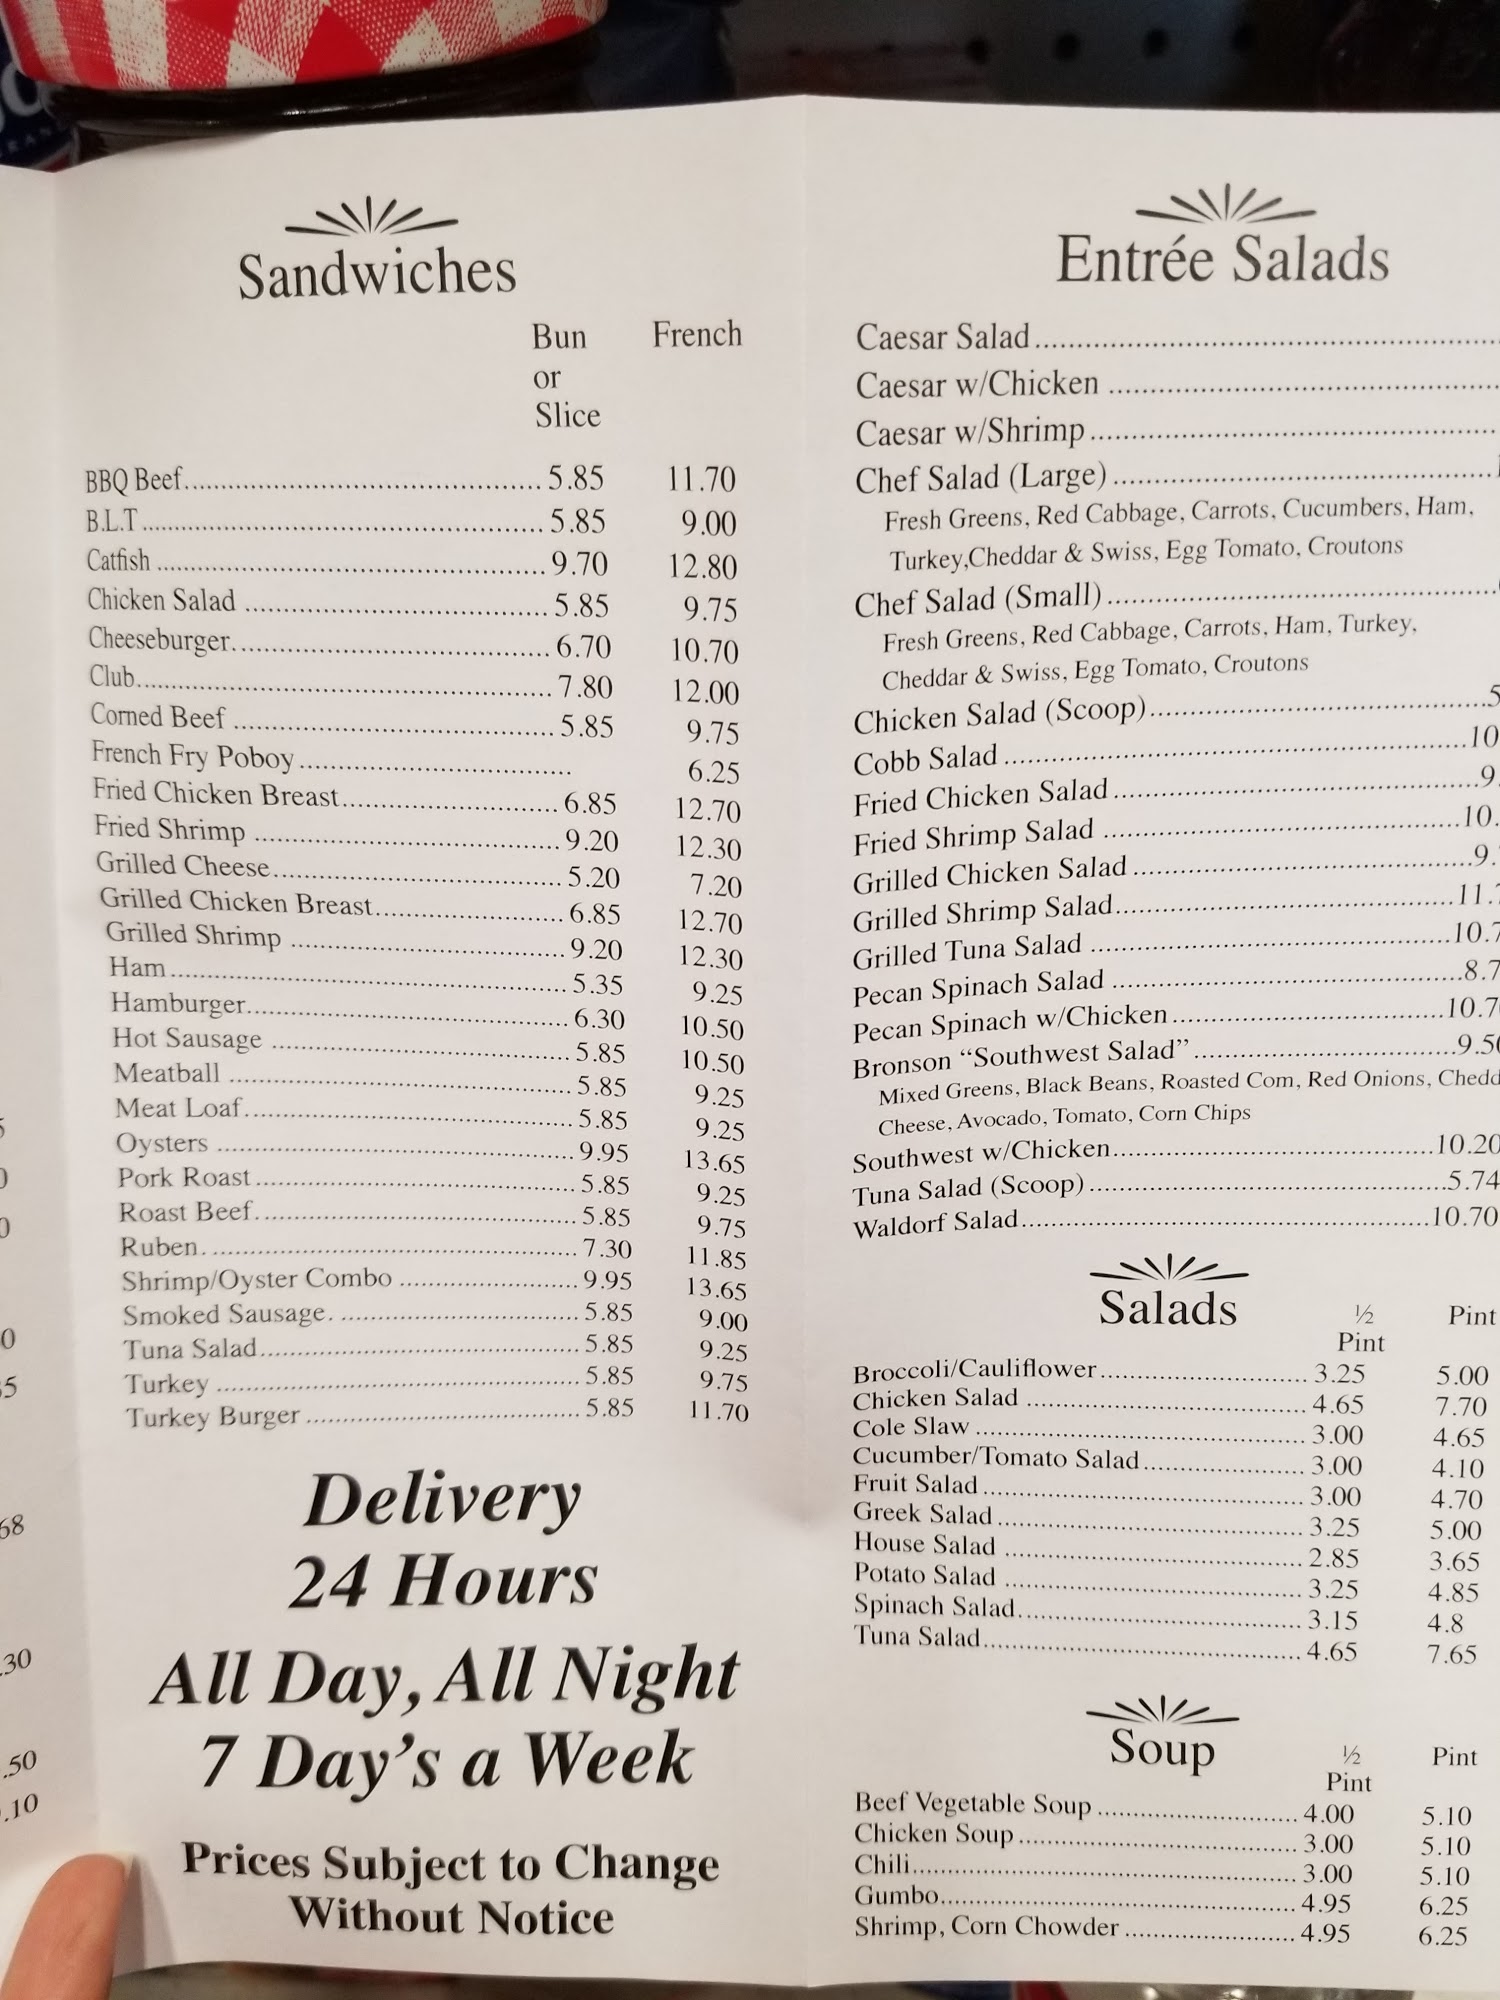 Sandwiches
Bun French
or
Slice
BBQ Beef 5.85 11.70
B.L.T 5.85 9.00
Catfish 9.70 12.80
Chicken Salad 5.85 9.75
Cheeseburger 6.70 10.70
Club 7.80 12.00
Corned Beef 5.85 9.75
French Fry Poboy 6.25
Fried Chicken Breast 6.85 12.70
Fried Shrimp 9.20 12.30
Grilled Cheese 5.20 7.20
Grilled Chicken Breast 6.85 12.70
Grilled Shrimp 9.20 12.30
Ham 5.35 9.25
Hamburger 6.30 10.50
Hot Sausage 5.85 10.50
Meatball 5.85 9.25
Meat Loaf 5.85 9.25
Oysters 9.95 13.65
Pork Roast 5.85 9.25
Roast Beef 5.85 9.75
Ruben 7.30 11.85
Shrimp/Oyster Combo 9.95 13.65
Smoked Sausage 5.85 9.00
Tuna Salad 5.85 9.25
Turkey 5.85 9.75
Turkey Burger 5.85 11.70
Delivery
24 Hours
All Day, All Night
7 Day's a Week
Prices Subject to Change
Without Notice
Entrée Salads
Caesar Salad
Caesar w/Chicken
Caesar w/Shrimp
Chef Salad (Large)
Fresh Greens, Red Cabbage, Carrots, Cucumbers, Ham,
Turkey,Cheddar & Swiss, Egg Tomato, Croutons
Chef Salad (Small)
Fresh Greens, Red Cabbage, Carrots, Ham, Turkey,
Cheddar & Swiss, Egg Tomato, Croutons
Chicken Salad (Scoop)
Cobb Salad
Fried Chicken Salad
Fried Shrimp Salad
Grilled Chicken Salad
Grilled Shrimp Salad
Grilled Tuna Salad
Pecan Spinach Salad
Pecan Spinach w/Chicken
Bronson “Southwest Salad” 9.50
Mixed Greens, Black Beans, Roasted Corn, Red Onions, Chedd
Cheese, Avocado, Tomato, Corn Chips
Southwest w/Chicken 10.20
Tuna Salad (Scoop) 5.74
Waldorf Salad 10.70
Salads ½ Pint
Pint
Broccoli/Cauliflower 3.25 5.00
Chicken Salad 4.65 7.70
Cole Slaw 3.00 4.65
Cucumber/Tomato Salad 3.00 4.10
Fruit Salad 3.00 4.70
Greek Salad 3.25 5.00
House Salad 2.85 3.65
Potato Salad 3.25 4.85
Spinach Salad 3.15 4.8
Tuna Salad 4.65 7.65
Soup ½ Pint
Pint
Beef Vegetable Soup 4.00 5.10
Chicken Soup 3.00 5.10
Chili 3.00 5.10
Gumbo 4.95 6.25
Shrimp, Corn Chowder 4.95 6.25